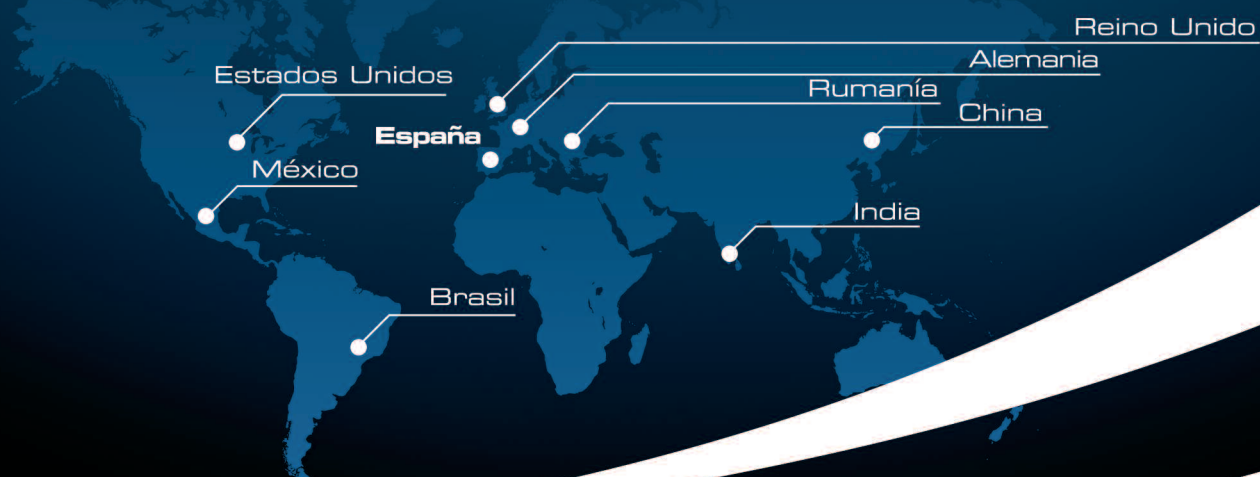 Reino Unido
Alemania
Estados Unidos
Rumanía
China
España
México
India
Brasil